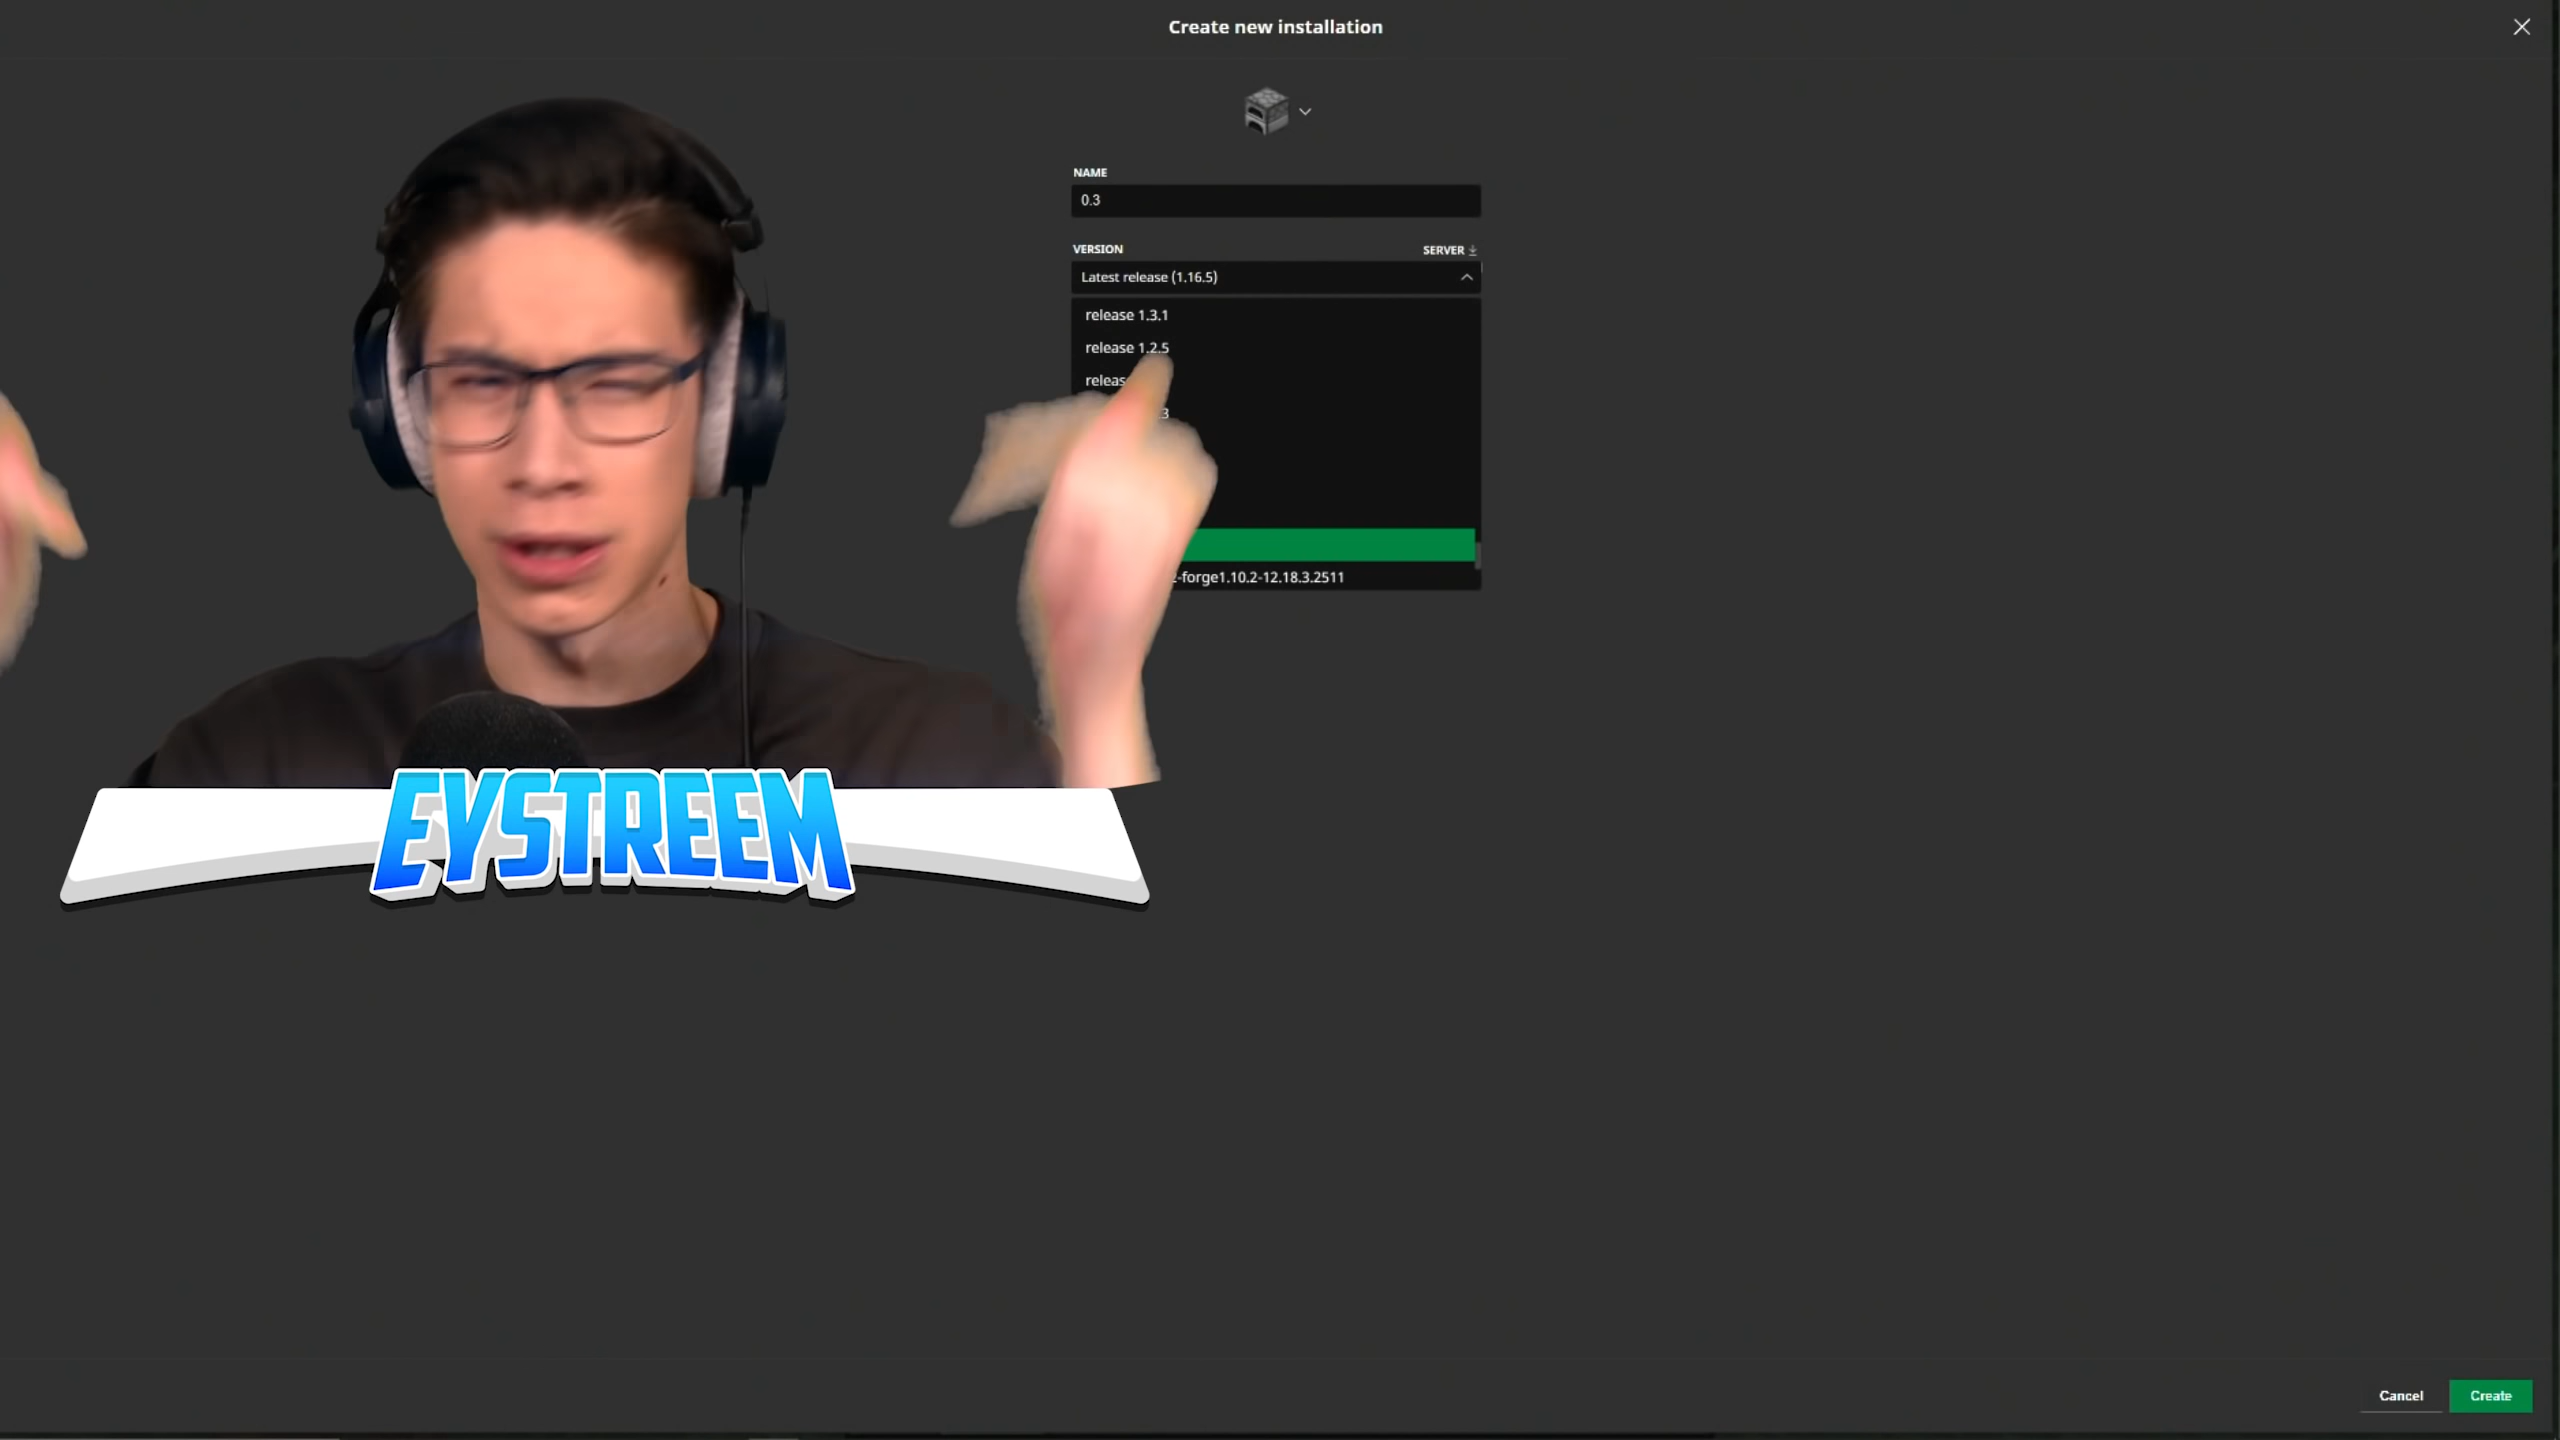 Create new installation
NAME
0.3
VERSION
SERVER
Latest release (1.16.5)
release 1.3.1
release 1.2.5
-forge1.10.2-12.18.3.2511
EYSTREEM
Cancel
Create